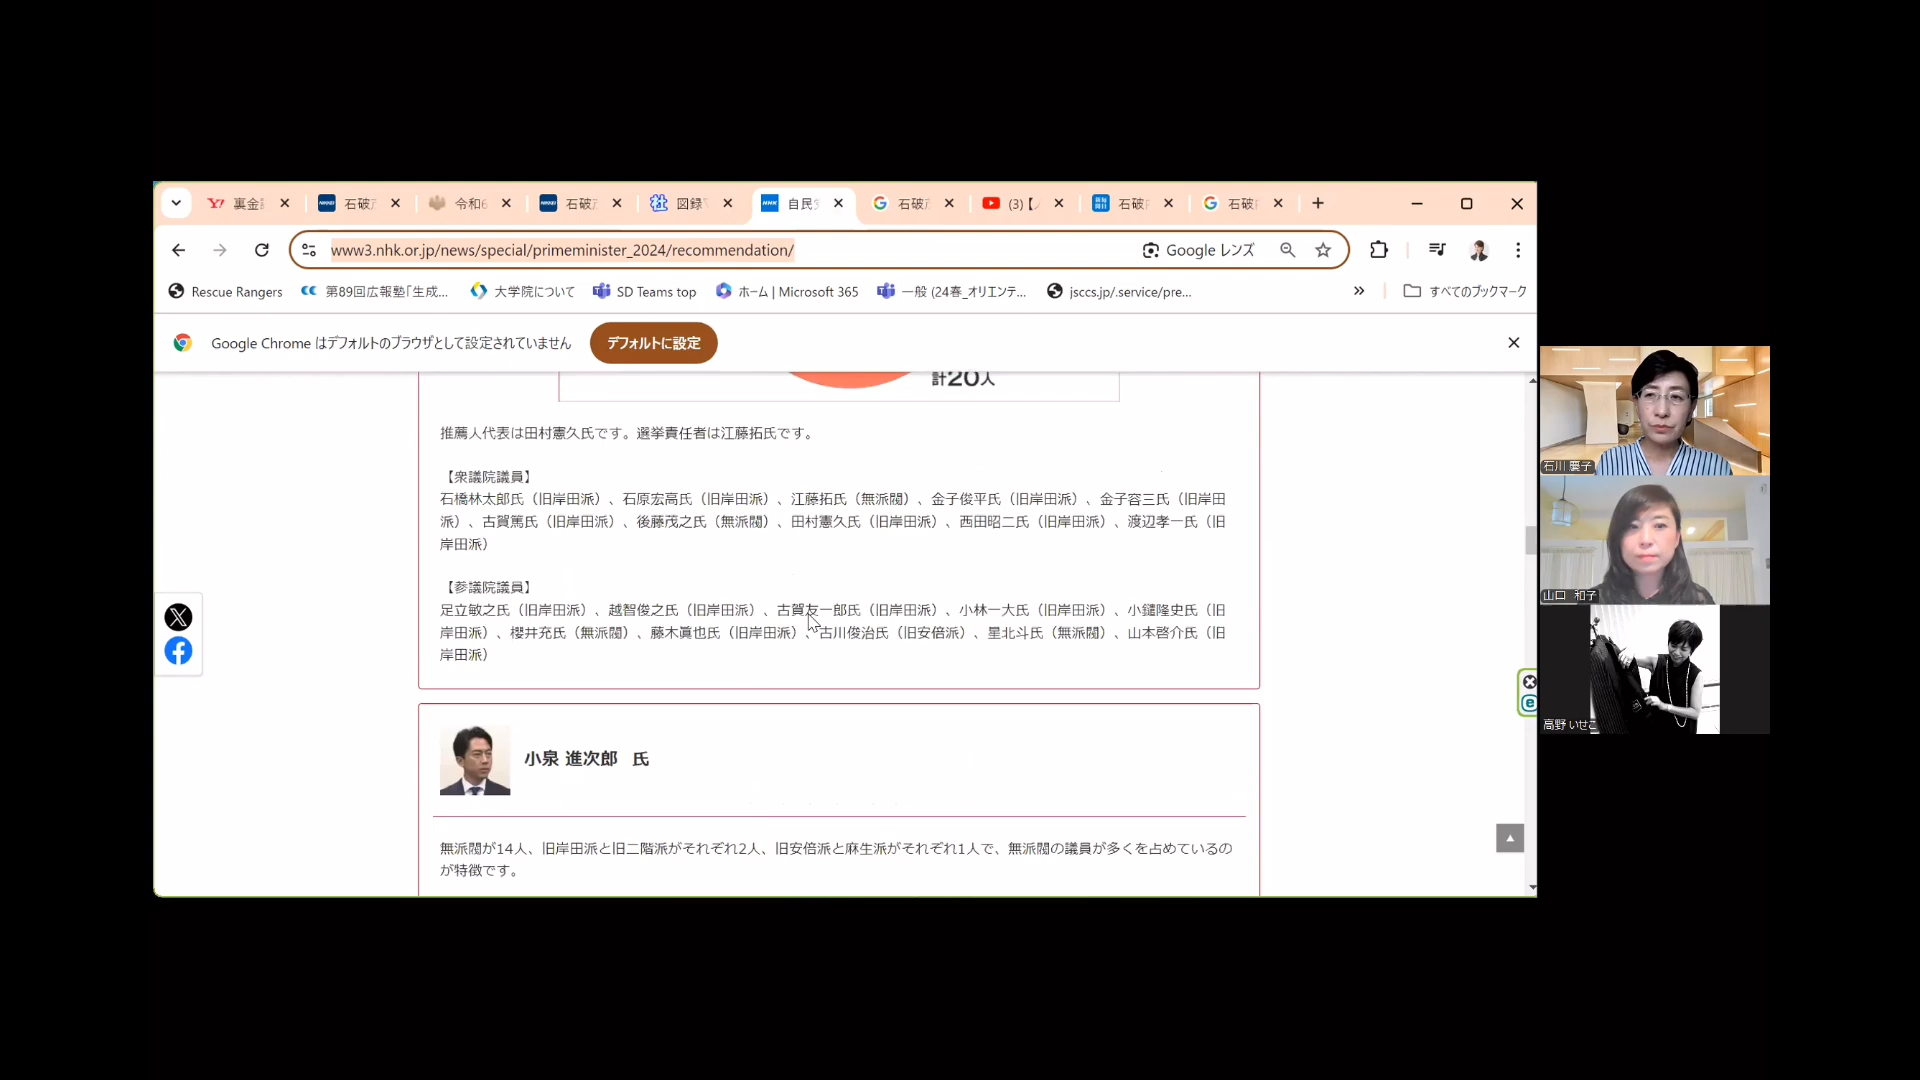 裏金
石破
令和6
石破
図録
自民
石破
(3)【
石破
石破
www3.nhk.or.jp/news/special/primeminister_2024/recommendation/
Google レンズ
Rescue Rangers
第89回広報塾「生成...
大学院について
SD Teams top
ホーム | Microsoft 365
一般 (24春_オリエンテ...
jsccs.jp/.service/pre...
すべてのブックマーク
Google Chrome はデフォルトのブラウザとして設定されていません
デフォルトに設定
計20人
推薦人代表は田村憲久氏です。選挙責任者は江藤拓氏です。
【衆議院議員】
石橋林太郎氏（旧岸田派）、石原宏高氏（旧岸田派）、江藤拓氏（無派閥）、金子俊平氏（旧岸田派）、金子容三氏（旧岸田
派）、古賀篤氏（旧岸田派）、後藤茂之氏（無派閥）、田村憲久氏（旧岸田派）、西田昭二氏（旧岸田派）、渡辺孝一氏（旧
岸田派）
【参議院議員】
足立敏之氏（旧岸田派）、越智俊之氏（旧岸田派）、古賀友一郎氏（旧岸田派）、小林一大氏（旧岸田派）、小鑓隆史氏（旧
岸田派）、櫻井充氏（無派閥）、藤木眞也氏（旧岸田派）、古川俊治氏（旧安倍派）、星北斗氏（無派閥）、山本啓介氏（旧
岸田派）
小泉 進次郎 氏
無派閥が14人、旧岸田派と旧二階派がそれぞれ2人、旧安倍派と麻生派がそれぞれ1人で、無派閥の議員が多くを占めているの
が特徴です。
石川 慶子
山口 和子
高野 いせこ